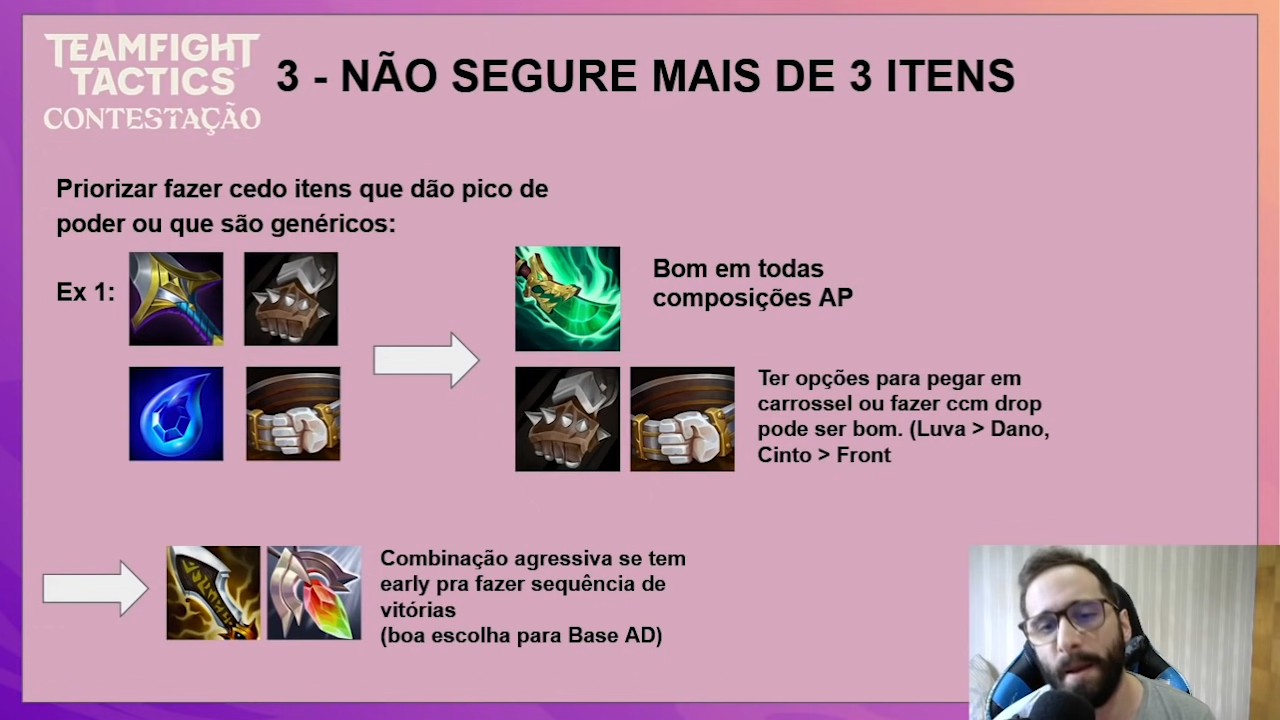 TEAMFIGHT
TACTICS
CONTESTAÇÃO
3 - NÃO SEGURE MAIS DE 3 ITENS
Priorizar fazer cedo itens que dão pico de
poder ou que são genéricos:
Ex 1:
Bom em todas
composições AP
Ter opções para pegar em
carrossel ou fazer ccm drop
pode ser bom. (Luva > Dano,
Cinto > Front
Combinação agressiva se tem
early pra fazer sequência de
vitórias
(boa escolha para Base AD)